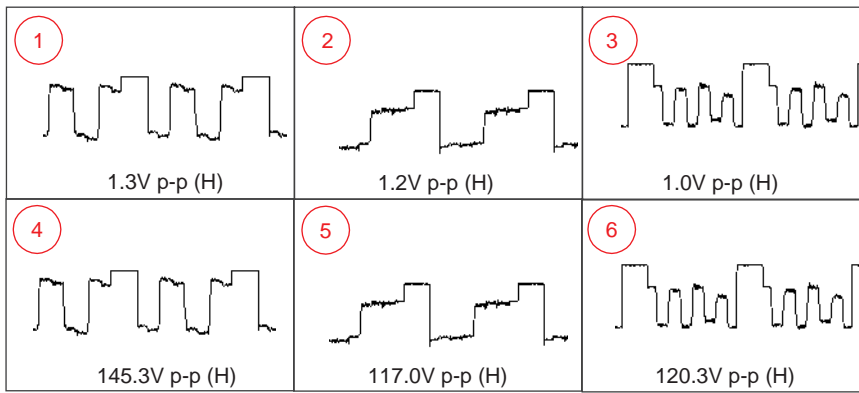 1
2
3
1.3V p-p (H)
1.2V p-p (H)
1.0V p-p (H)
4
5
6
145.3V p-p (H)
117.0V p-p (H)
120.3V p-p (H)